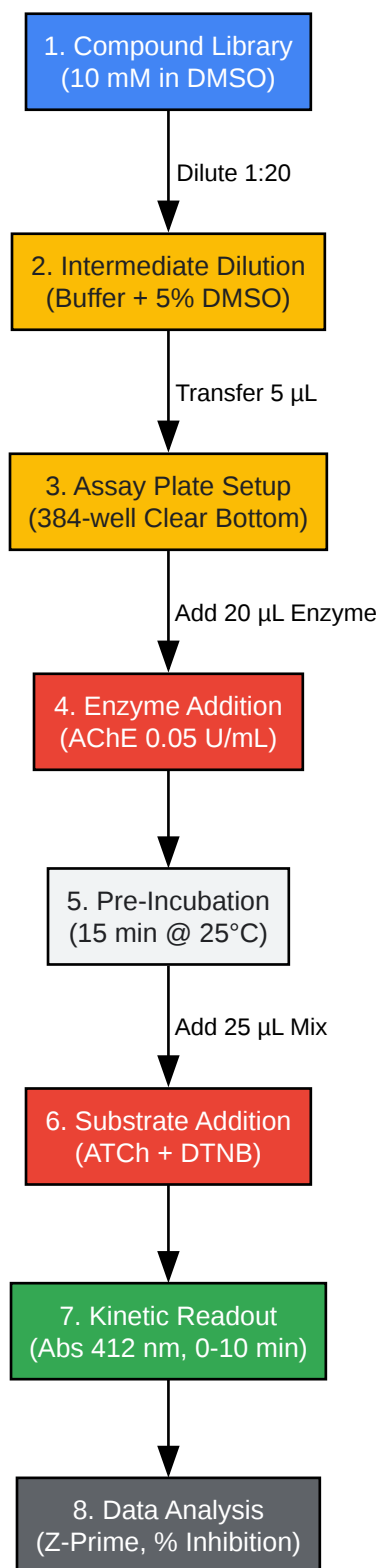 1. Compound Library
(10 mM in DMSO)
Dilute 1:20
2. Intermediate Dilution
(Buffer + 5% DMSO)
Transfer 5 µL
3. Assay Plate Setup
(384-well Clear Bottom)
Add 20 µL Enzyme
4. Enzyme Addition
(AChE 0.05 U/mL)
5. Pre-Incubation
(15 min @ 25°C)
Add 25 µL Mix
6. Substrate Addition
(ATCh + DTNB)
7. Kinetic Readout
(Abs 412 nm, 0-10 min)
8. Data Analysis
(Z-Prime, % Inhibition)